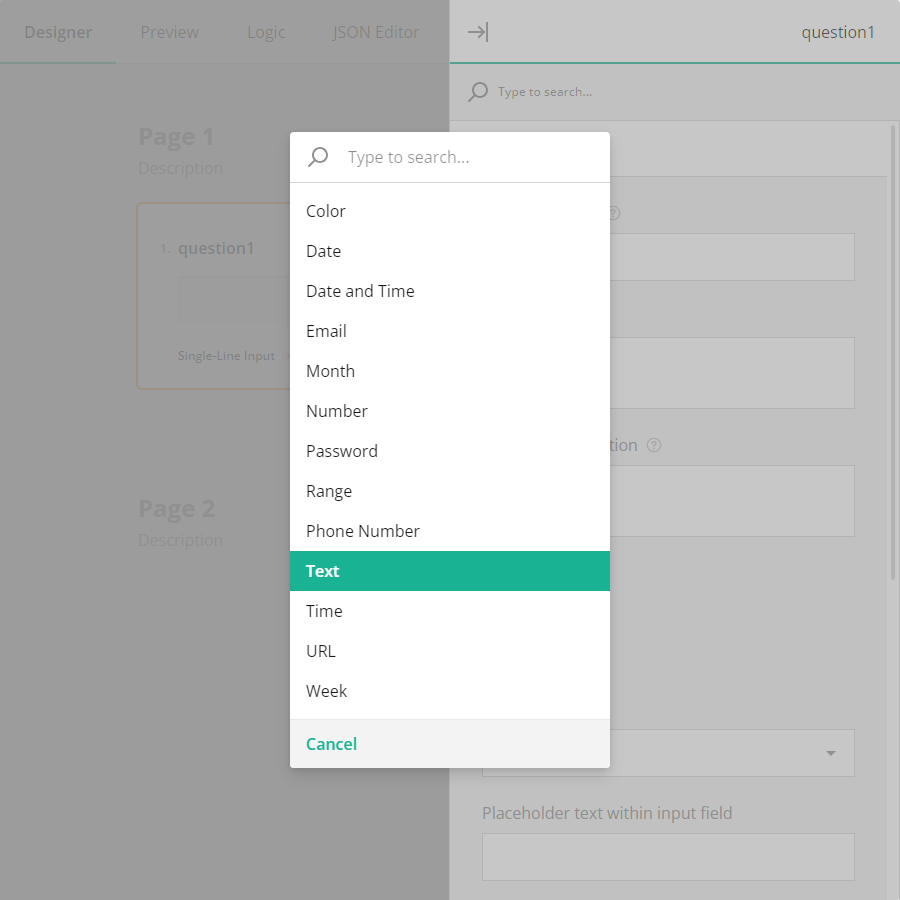 Designer Preview Logic JSON Editor question1
Type to search...
Page 1
Description
1. question1
Single-Line Input
Type to search...
Color
Date
Date and Time
Email
Month
Number
Password
Range
Phone Number
Text
Time
URL
Week
Cancel
Page 2
Description
tion
Placeholder text within input field